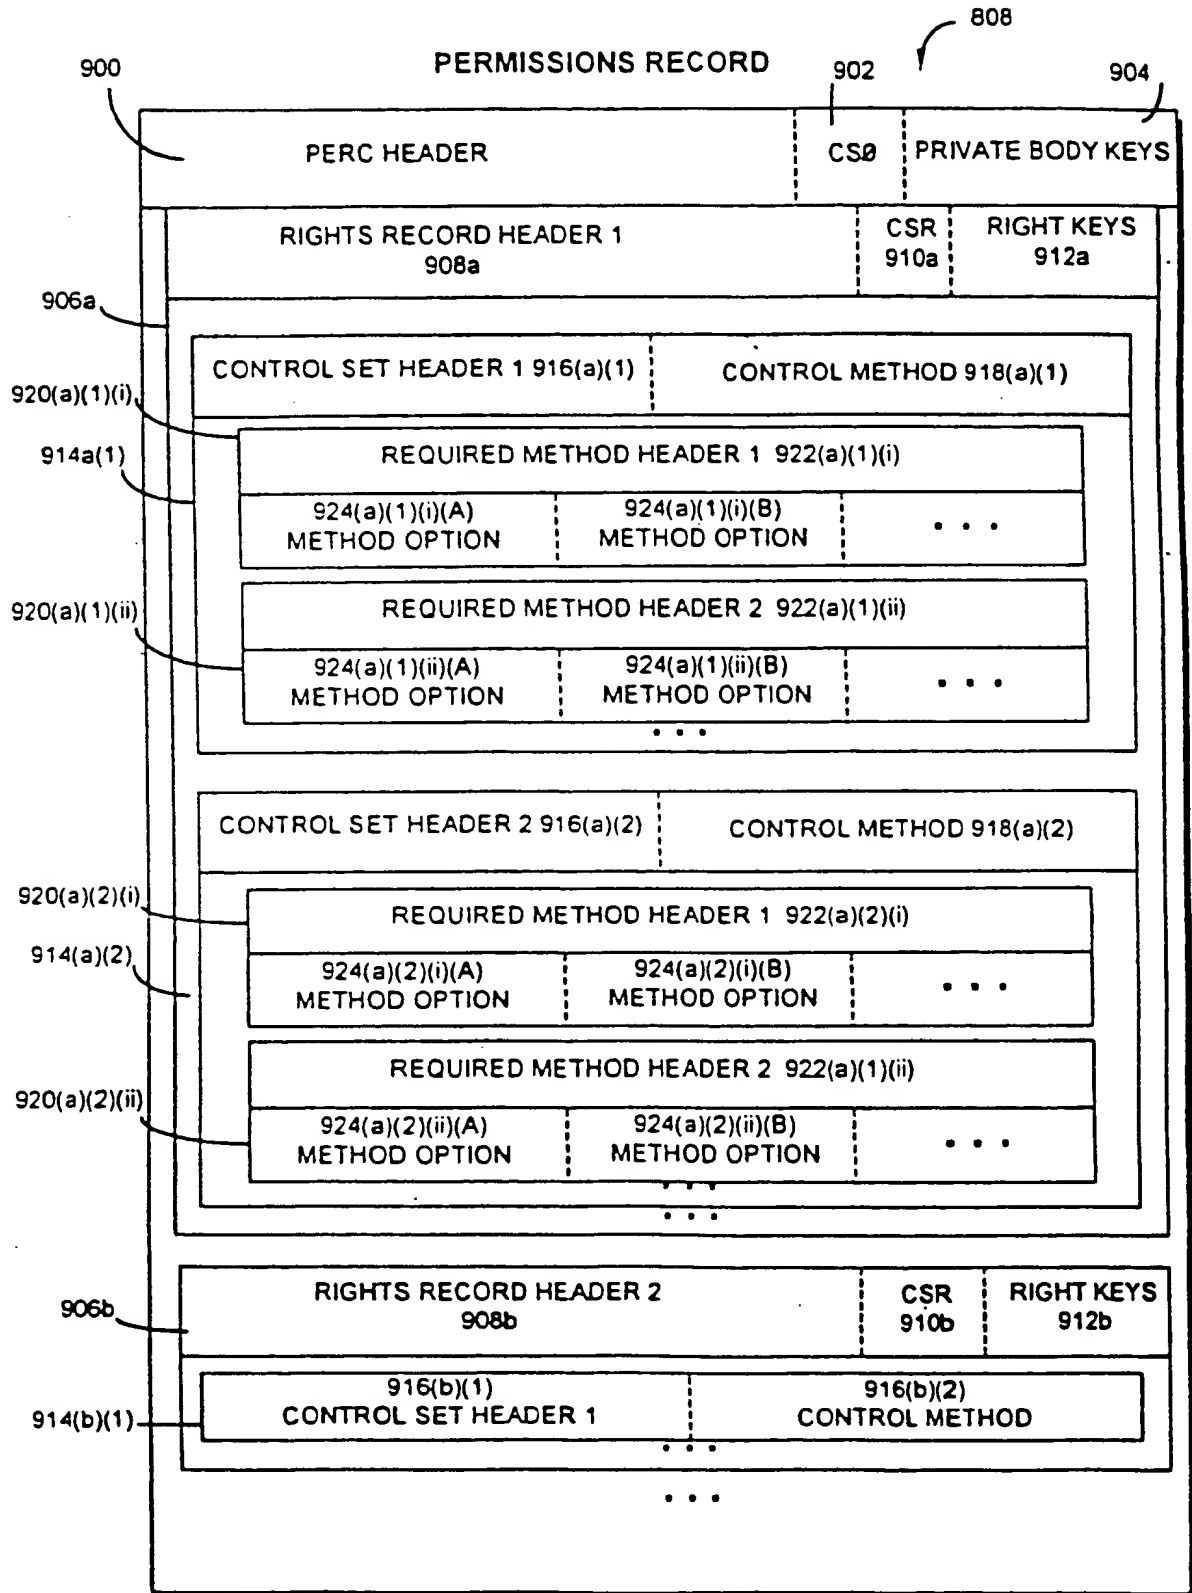 808
PERMISSIONS RECORD
900
902
904
PERC HEADER
CSØ
PRIVATE BODY KEYS
RIGHTS RECORD HEADER 1
908a
CSR
910a
RIGHT KEYS
912a
906a
CONTROL SET HEADER 1 916(a)(1)
CONTROL METHOD 918(a)(1)
920(a)(1)(i)
914a(1)
REQUIRED METHOD HEADER 1 922(a)(1)(i)
924(a)(1)(i)(A)
METHOD OPTION
924(a)(1)(i)(B)
METHOD OPTION
• • •
920(a)(1)(ii)
REQUIRED METHOD HEADER 2 922(a)(1)(ii)
924(a)(1)(ii)(A)
METHOD OPTION
924(a)(1)(ii)(B)
METHOD OPTION
• • •
• • •
CONTROL SET HEADER 2 916(a)(2)
CONTROL METHOD 918(a)(2)
920(a)(2)(i)
914(a)(2)
REQUIRED METHOD HEADER 1 922(a)(2)(i)
924(a)(2)(i)(A)
METHOD OPTION
924(a)(2)(i)(B)
METHOD OPTION
• • •
920(a)(2)(ii)
REQUIRED METHOD HEADER 2 922(a)(1)(ii)
924(a)(2)(ii)(A)
METHOD OPTION
924(a)(2)(ii)(B)
METHOD OPTION
• • •
• • •
• • •
906b
RIGHTS RECORD HEADER 2
908b
CSR
910b
RIGHT KEYS
912b
914(b)(1)
916(b)(1)
CONTROL SET HEADER 1
916(b)(2)
CONTROL METHOD
• • •
• • •